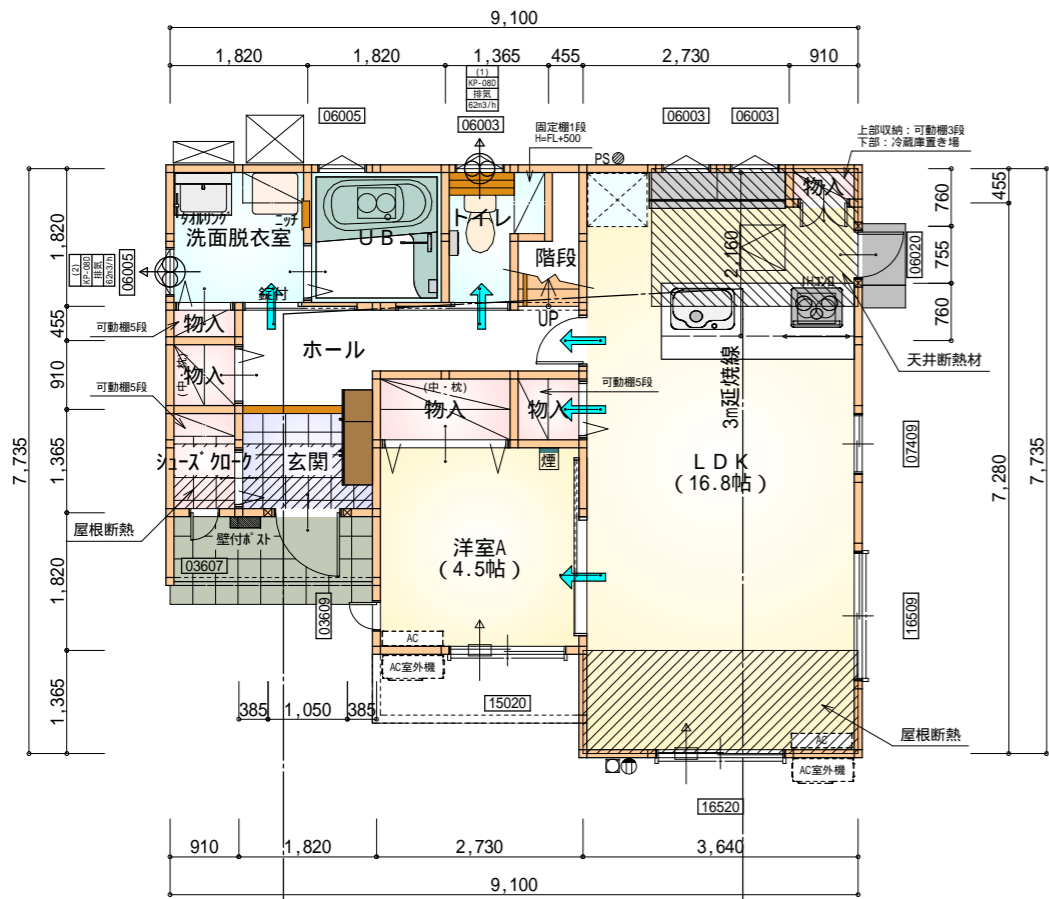 9,100
1,820
1,820
1,365
455
2,730
910
(1)
KP-08D
排気
62m3/h
06005
06003
06003
06003
固定棚1段
H=FL+500
PS
上部収納：可動棚3段
下部：冷蔵庫置き場
物入
トイレ
タオルリング
ニッチ
洗面脱衣室
UB
階段
2,160
1,820
760
455
755
06020
760
(2)
KP-08D
排気
62m3/h
06005
錠付
IHコンロ
UP
可動棚5段
物入
455
ホール
天井断熱材
3m延焼線
910
物入
可動棚5段
(中・枕)
物入
物入
可動棚5段
煙
07409
1,365
シューズクローク
玄関
LDK
(16.8帖)
7,735
7,280
7,735
屋根断熱
壁付ポスト
洋室A
(4.5帖)
03607
1,820
03609
16509
AC
AC室外機
1,365
385
1,050
385
15020
屋根断熱
AC
AC室外機
16520
910
1,820
2,730
3,640
9,100